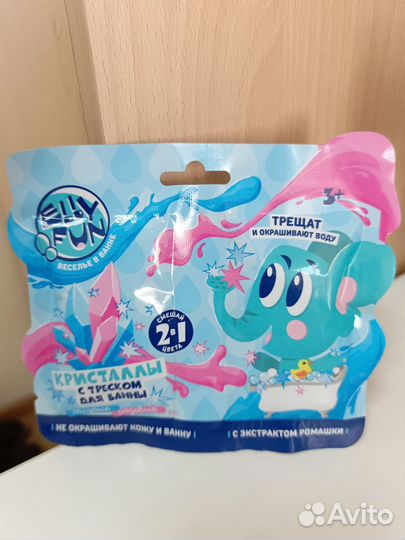 ELLY
FUN
ВЕСЕЛЬЕ В ВАННЕ
3+
ТРЕЩАТ
И ОКРАШИВАЮТ ВОДУ
СМЕШАЙ
2в1
ЦВЕТА
КРИСТАЛЛЫ
С ТРЕСКОМ
ДЛЯ ВАННЫ
НЕ ОКРАШИВАЮТ КОЖУ И ВАННУ
С ЭКСТРАКТОМ РОМАШКИ
Avito